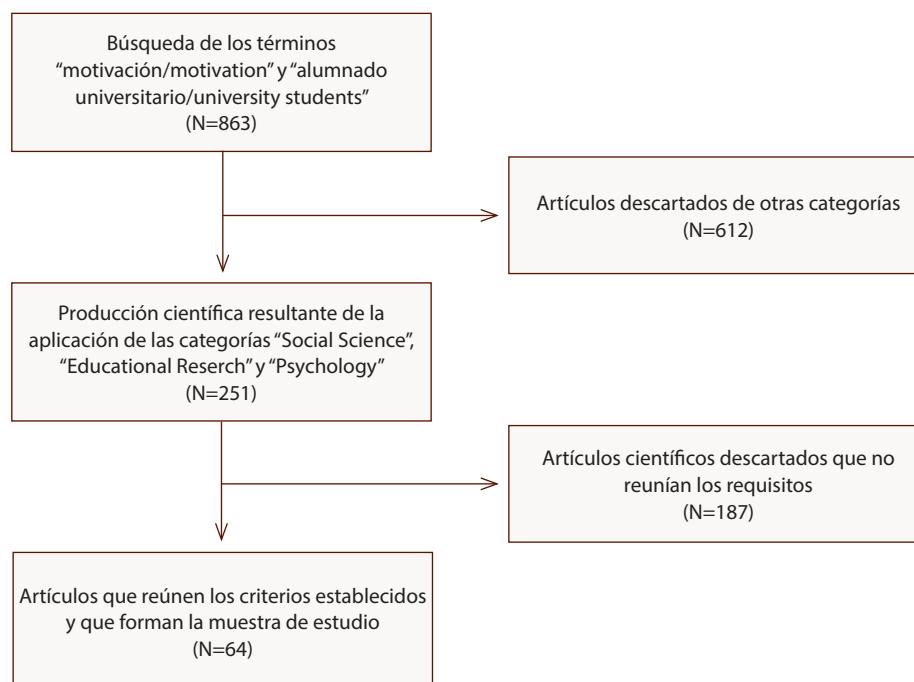 Búsqueda de los términos
“motivación/motivation” y “alumnado
universitario/university students”
(N=863)
Artículos descartados de otras categorías
(N=612)
Producción científica resultante de la
aplicación de las categorías “Social Science”,
“Educational Reserch” y “Psychology”
(N=251)
Artículos científicos descartados que no
reunían los requisitos
(N=187)
Artículos que reúnen los criterios establecidos
y que forman la muestra de estudio
(N=64)